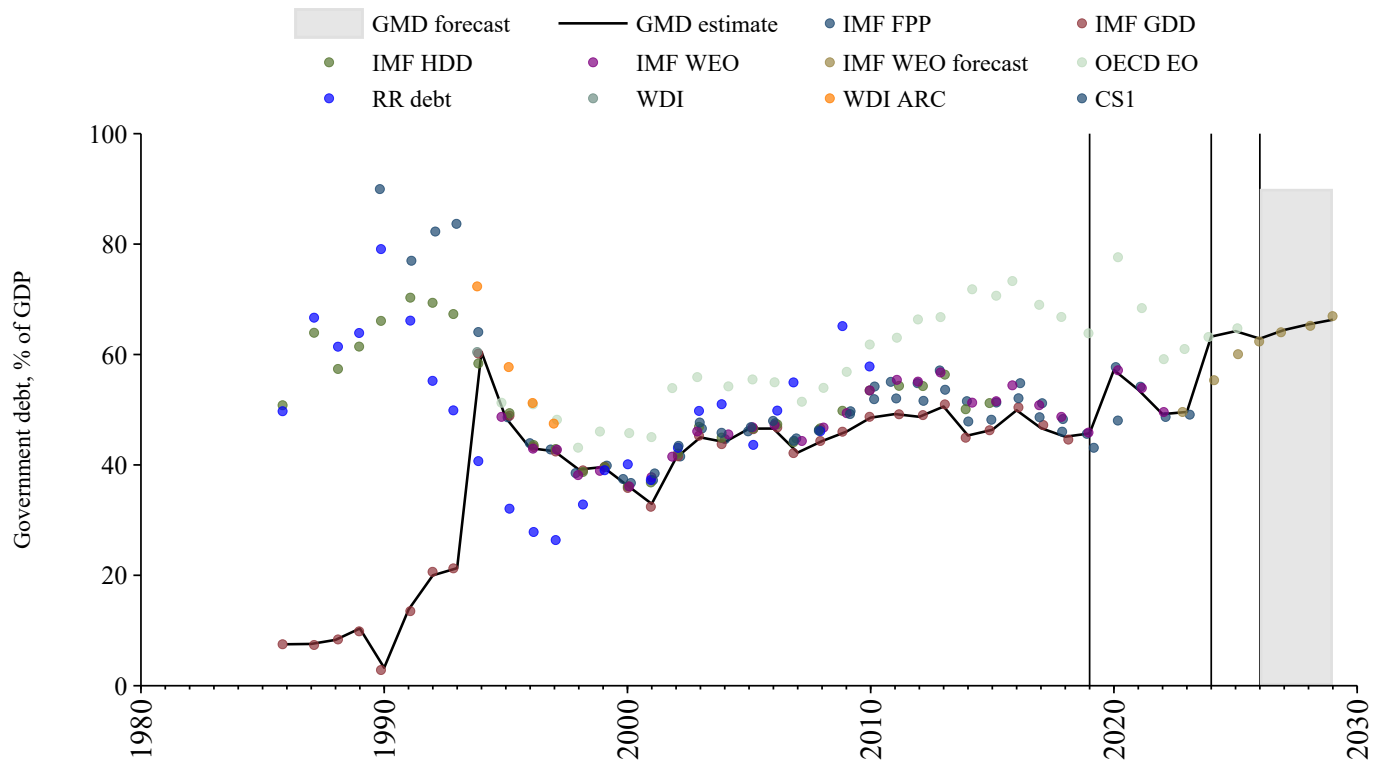 GMD forecast GMD estimate IMF FPP IMF GDD
IMF HDD IMF WEO IMF WEO forecast OECD EO
RR debt WDI WDI ARC CS1
Government debt, % of GDP
100
80
60
40
20
0
1980 1990 2000 2010 2020 2030